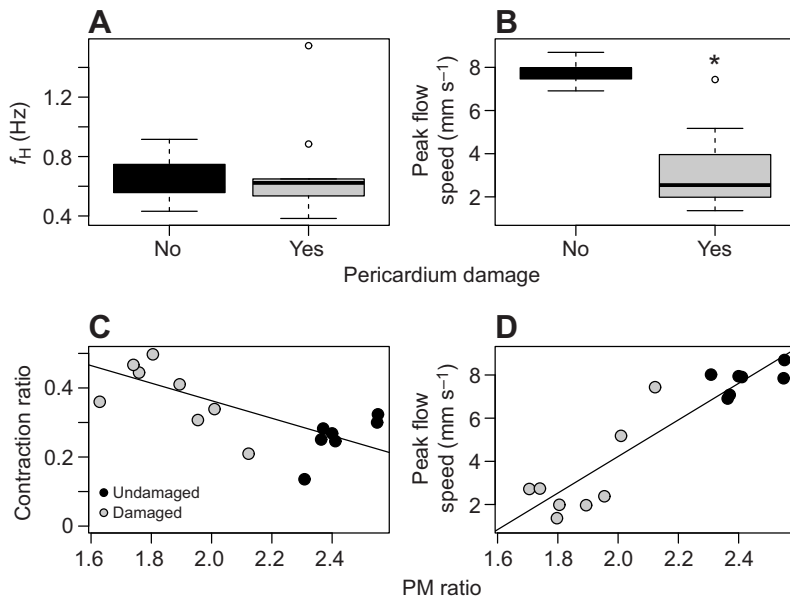 A
B
f_H (Hz)
1.2
0.8
0.4
No
Yes
Peak flow
speed (mm s⁻¹)
8
6
4
2
*
No
Yes
Pericardium damage
C
D
Contraction ratio
0.4
0.2
0
Undamaged
Damaged
1.6
1.8
2.0
2.2
2.4
Peak flow
speed (mm s⁻¹)
8
6
4
2
1.6
1.8
2.0
2.2
2.4
PM ratio